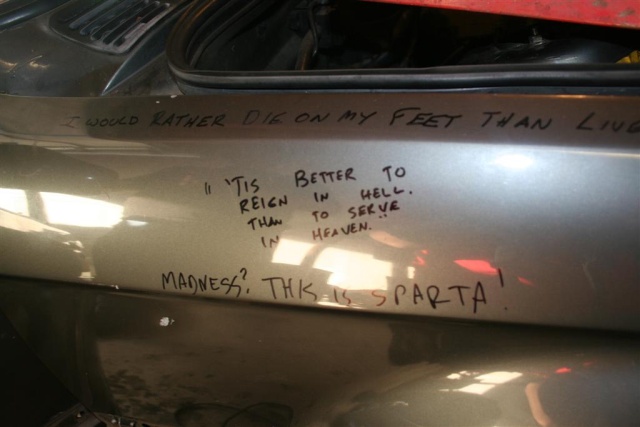 I WOULD RATHER DIE ON MY FEET THAN LIVE
" 'TIS BETTER TO
REIGN IN HELL.
THAN TO SERVE
IN HEAVEN."
MADNESS? THIS IS SPARTA!